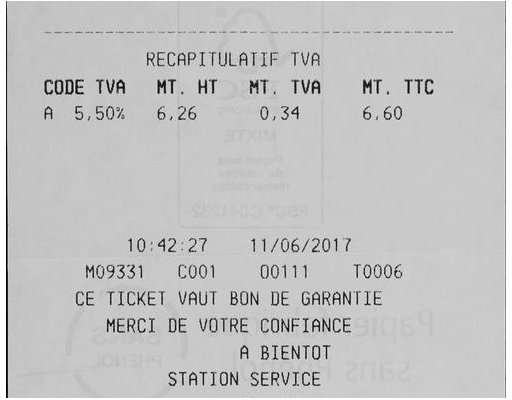 RECAPITULATIF TVA
CODE TVA MT. HT MT. TVA MT. TTC
A 5,50% 6,26 0,34 6,60
10:42:27 11/06/2017
M09331 C001 00111 T0006
CE TICKET VAUT BON DE GARANTIE
MERCI DE VOTRE CONFIANCE
A BIENTOT
STATION SERVICE